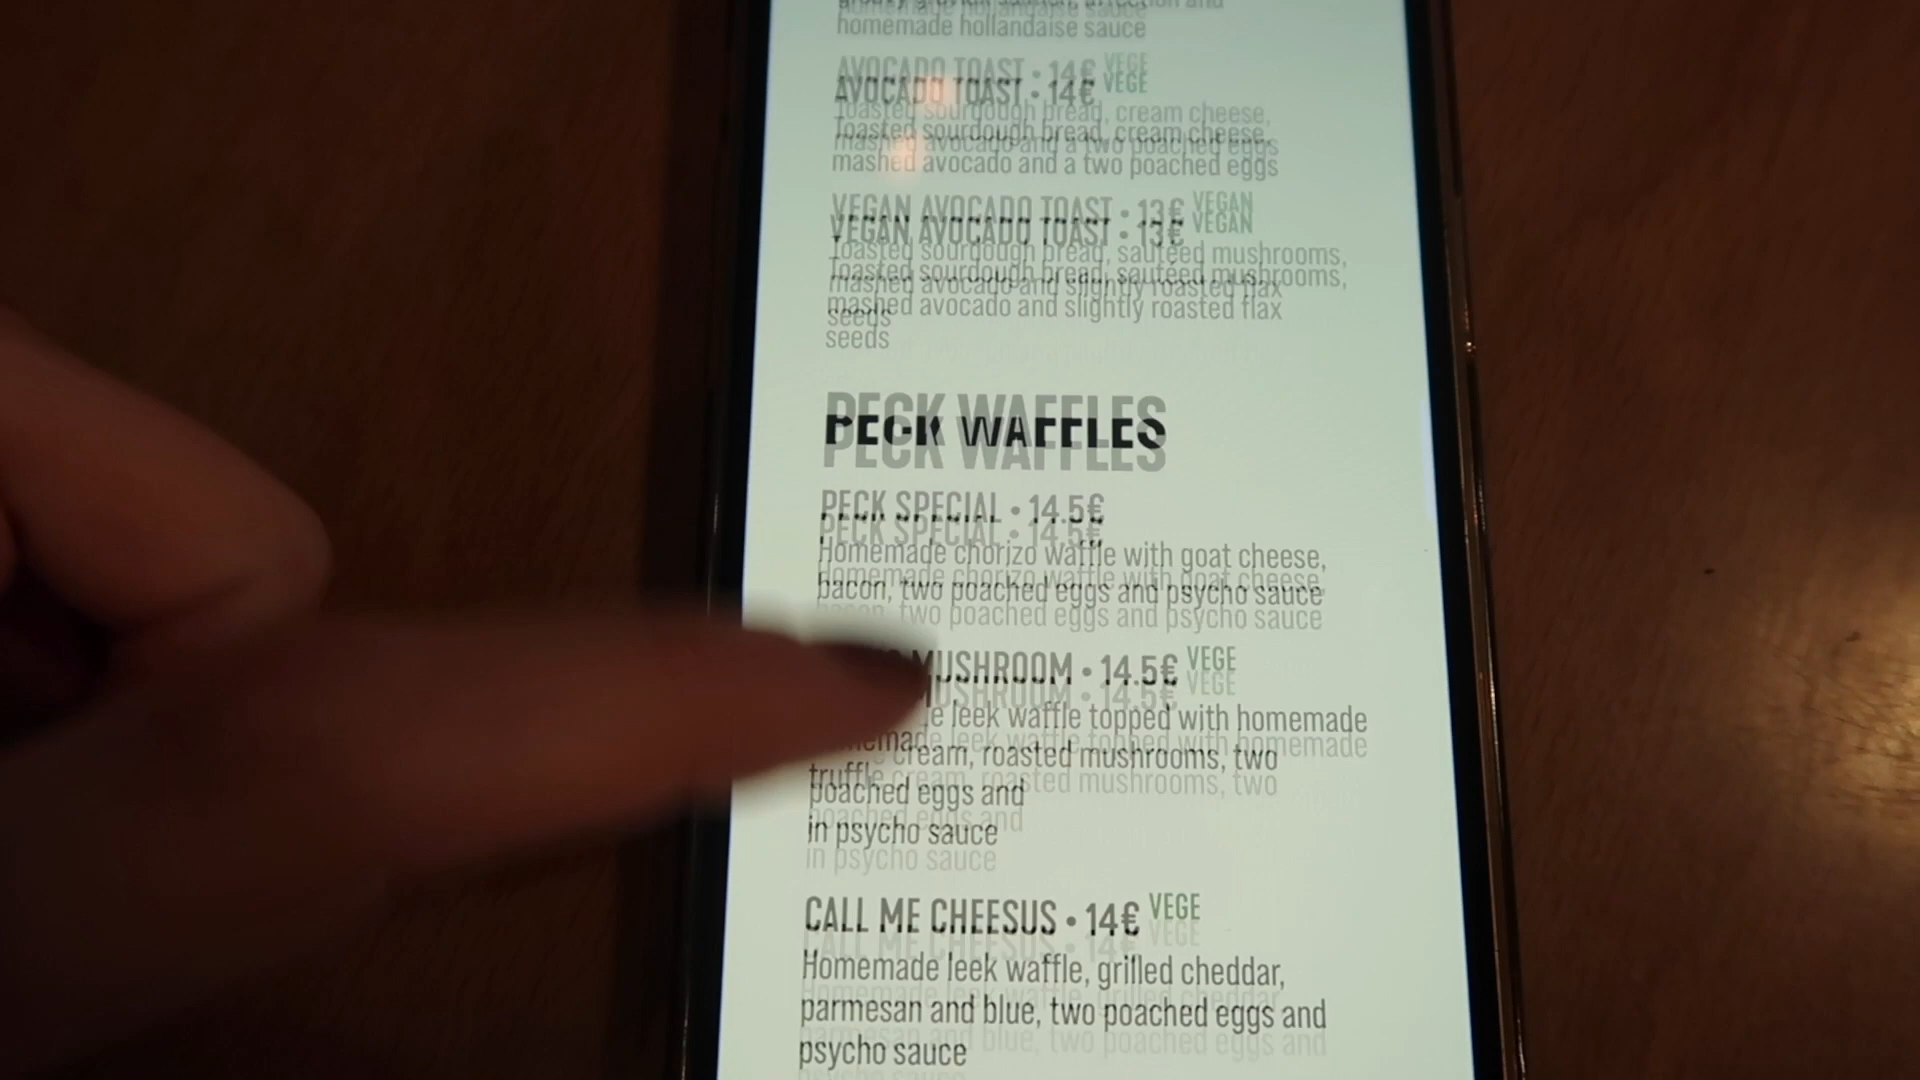 homemade hollandaise sauce
AVOCADO TOAST • 14€ VEGE
Toasted sourdough bread, cream cheese,
mashed avocado and a two poached eggs
VEGAN AVOCADO TOAST • 13€ VEGAN
Toasted sourdough bread, sautéed mushrooms,
mashed avocado and slightly roasted flax
seeds
PECK WAFFLES
PECK SPECIAL • 14.5€
Homemade chorizo waffle with goat cheese,
bacon, two poached eggs and psycho sauce
MUSHROOM • 14.5€ VEGE
leek waffle topped with homemade
truffle cream, roasted mushrooms, two
poached eggs and
in psycho sauce
CALL ME CHEESUS • 14€ VEGE
Homemade leek waffle, grilled cheddar,
parmesan and blue, two poached eggs and
psycho sauce